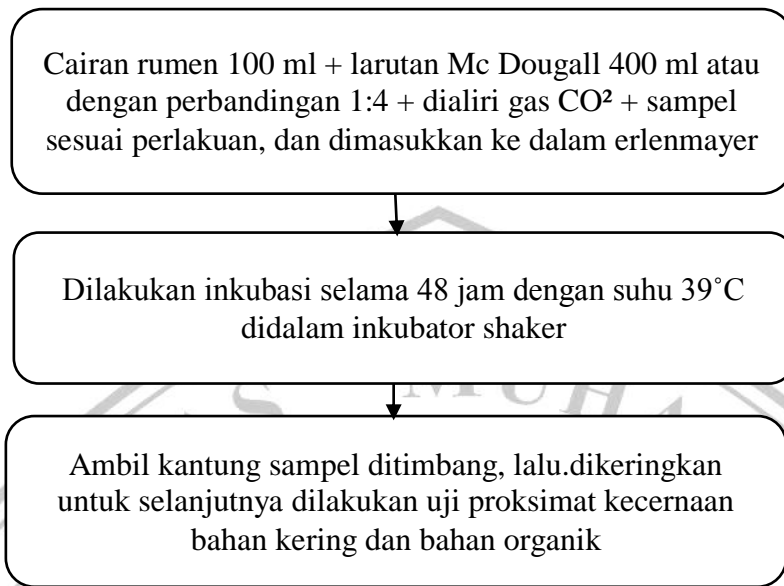 Cairan rumen 100 ml + larutan Mc Dougall 400 ml atau
dengan perbandingan 1:4 + dialiri gas CO² + sampel
sesuai perlakuan, dan dimasukkan ke dalam erlenmayer
Dilakukan inkubasi selama 48 jam dengan suhu 39˚C
didalam inkubator shaker
Ambil kantung sampel ditimbang, lalu.dikeringkan
untuk selanjutnya dilakukan uji proksimat kecernaan
bahan kering dan bahan organik